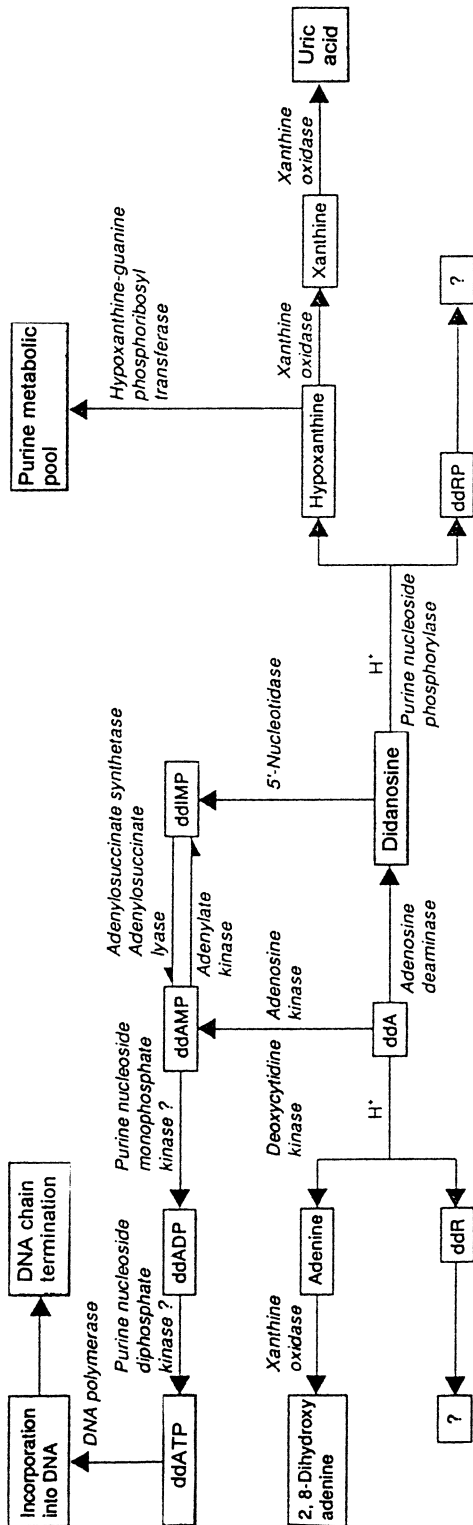 Incorporation
into DNA
DNA chain
termination
Purine metabolic
pool
DNA polymerase
Hypoxanthine-guanine
phosphoribosyl
transferase
ddATP
Purine nucleoside
diphosphate
kinase ?
ddADP
Purine nucleoside
monophosphate
kinase ?
ddAMP
Adenylosuccinate synthetase
Adenylosuccinate
lyase
Adenylate
kinase
ddIMP
Deoxycytidine
kinase
Adenosine
kinase
5'-Nucleotidase
2, 8-Dihydroxy
adenine
Xanthine
oxidase
Adenine
H+
ddA
Adenosine
deaminase
Didanosine
H+
Purine nucleoside
phosphorylase
Hypoxanthine
Xanthine
oxidase
Xanthine
Xanthine
oxidase
Uric
acid
?
ddR
ddRP
?